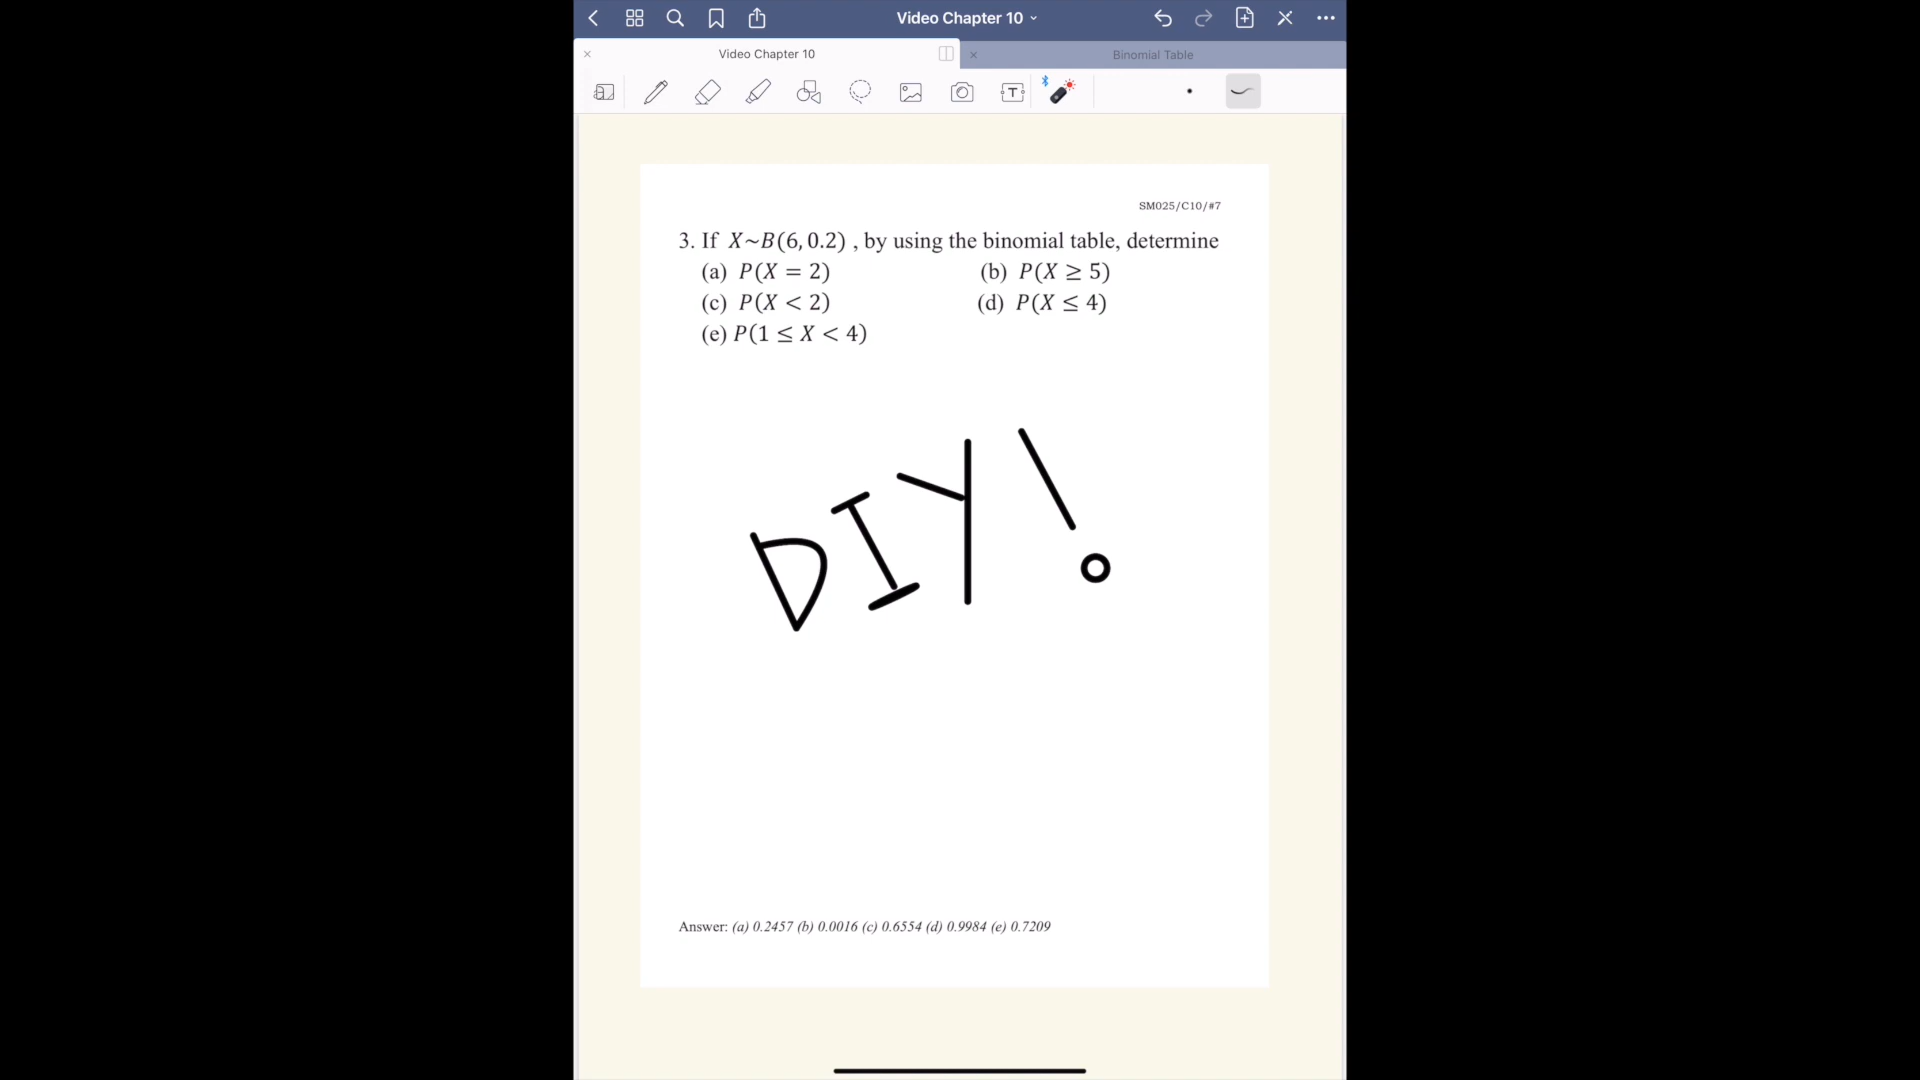 Video Chapter 10
Video Chapter 10
Binomial Table
T
SM025/C10/#7
3. If X~B(6, 0.2) , by using the binomial table, determine
(a) P(X = 2) (b) P(X ≥ 5)
(c) P(X < 2) (d) P(X ≤ 4)
(e) P(1 ≤ X < 4)
DIY!
Answer: (a) 0.2457 (b) 0.0016 (c) 0.6554 (d) 0.9984 (e) 0.7209